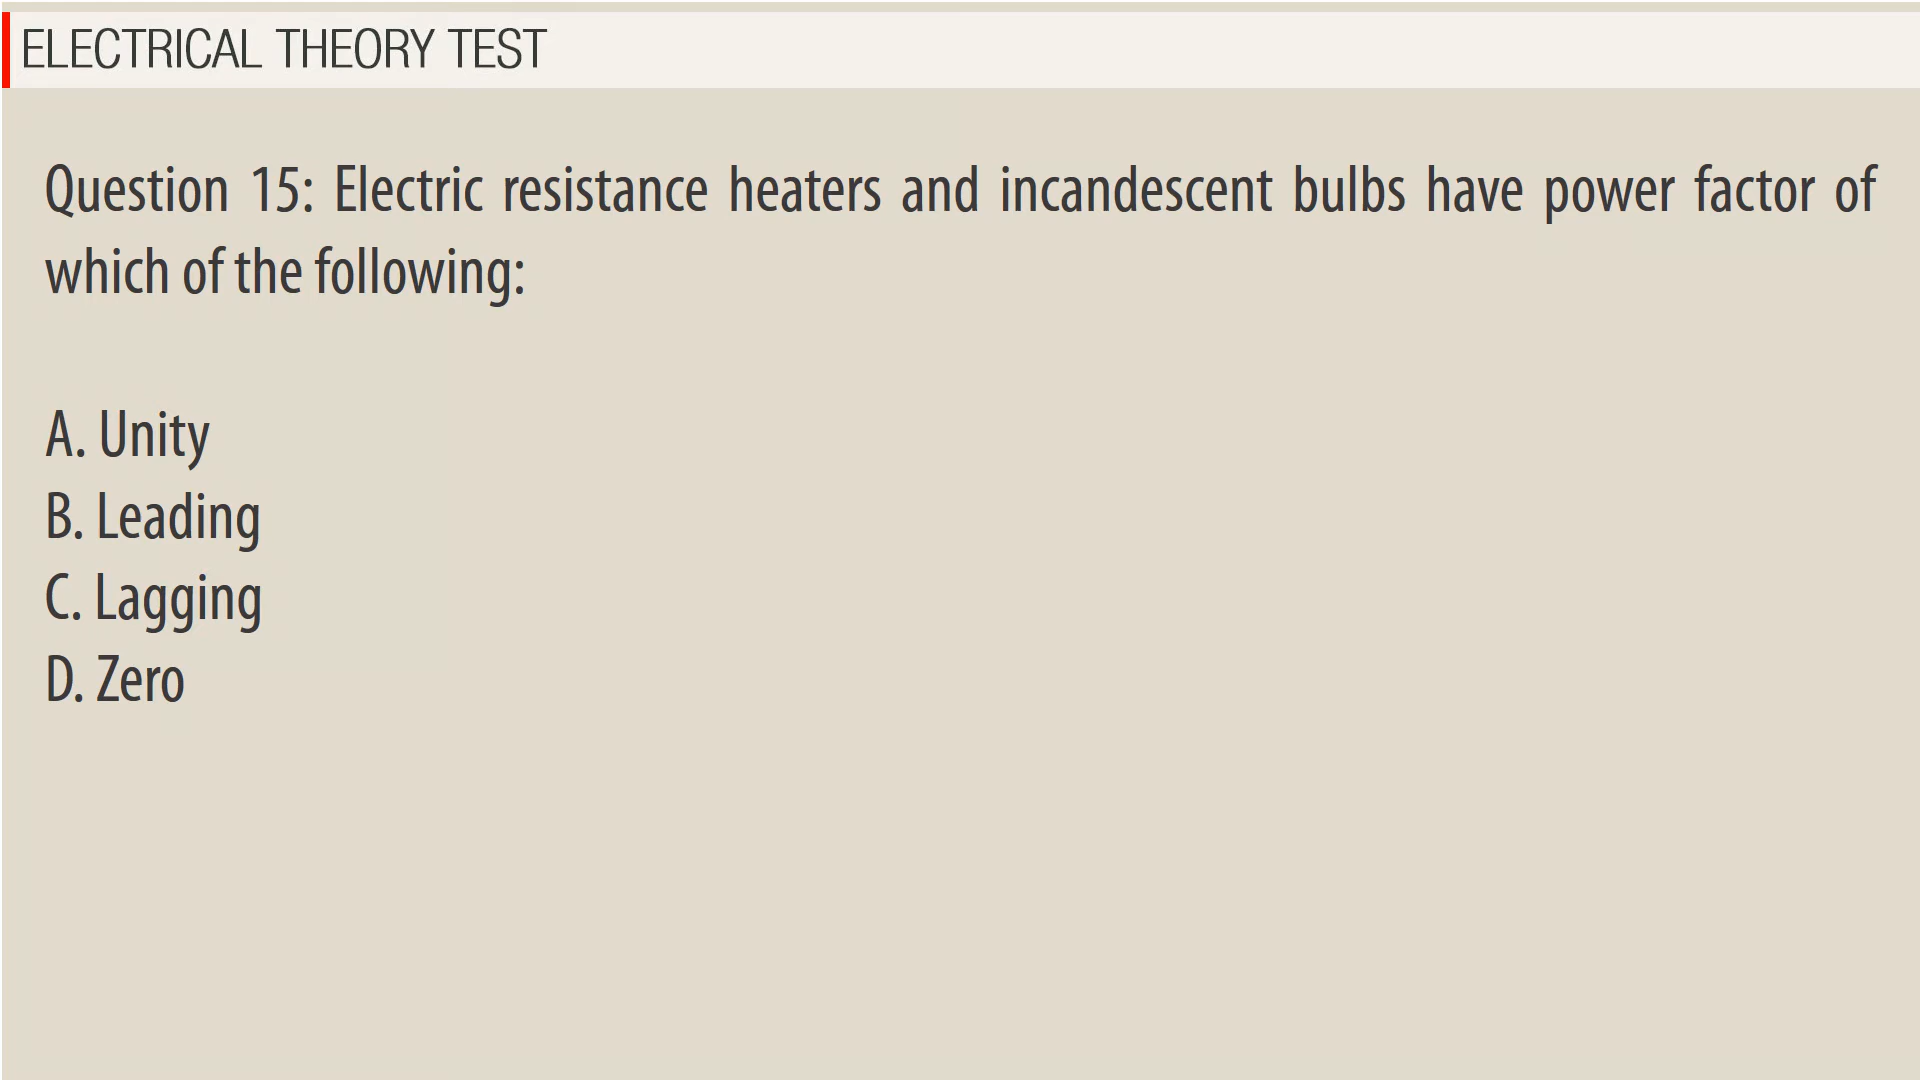 ELECTRICAL THEORY TEST
Question 15: Electric resistance heaters and incandescent bulbs have power factor of
which of the following:
A. Unity
B. Leading
C. Lagging
D. Zero